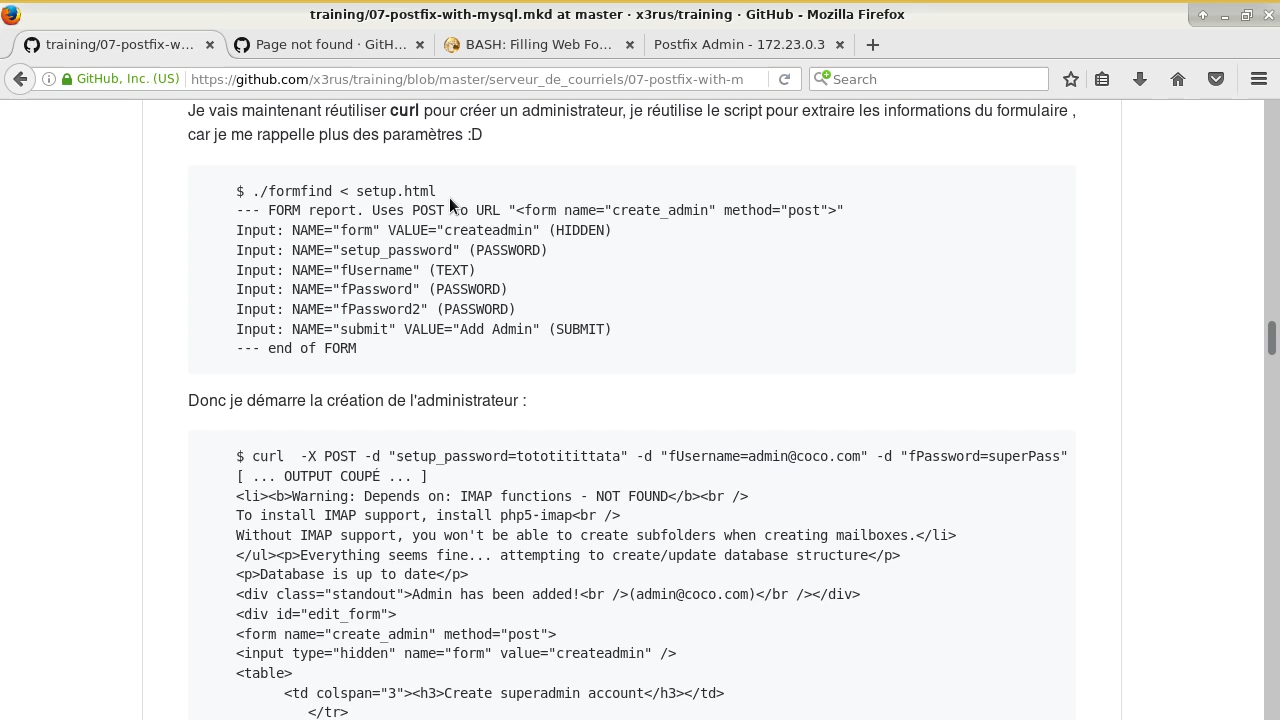 training/07-postfix-with-mysql.mkd at master · x3rus/training · GitHub - Mozilla Firefox
training/07-postfix-w... Page not found · GitH... BASH: Filling Web Fo... Postfix Admin - 172.23.0.3
GitHub, Inc. (US) https://github.com/x3rus/training/blob/master/serveur_de_courriels/07-postfix-with-m Search
Je vais maintenant réutiliser curl pour créer un administrateur, je réutilise le script pour extraire les informations du formulaire ,
car je me rappelle plus des paramètres :D
$ ./formfind < setup.html
--- FORM report. Uses POST to URL "<form name="create_admin" method="post">"
Input: NAME="form" VALUE="createadmin" (HIDDEN)
Input: NAME="setup_password" (PASSWORD)
Input: NAME="fUsername" (TEXT)
Input: NAME="fPassword" (PASSWORD)
Input: NAME="fPassword2" (PASSWORD)
Input: NAME="submit" VALUE="Add Admin" (SUBMIT)
--- end of FORM
Donc je démarre la création de l'administrateur :
$ curl  -X POST -d "setup_password=tototitittata" -d "fUsername=admin@coco.com" -d "fPassword=superPass"
[ ... OUTPUT COUPÉ ... ]
<li><b>Warning: Depends on: IMAP functions - NOT FOUND</b><br />
To install IMAP support, install php5-imap<br />
Without IMAP support, you won't be able to create subfolders when creating mailboxes.</li>
</ul><p>Everything seems fine... attempting to create/update database structure</p>
<p>Database is up to date</p>
<div class="standout">Admin has been added!<br />(admin@coco.com)</br /></div>
<div id="edit_form">
<form name="create_admin" method="post">
<input type="hidden" name="form" value="createadmin" />
<table>
<td colspan="3"><h3>Create superadmin account</h3></td>
</tr>